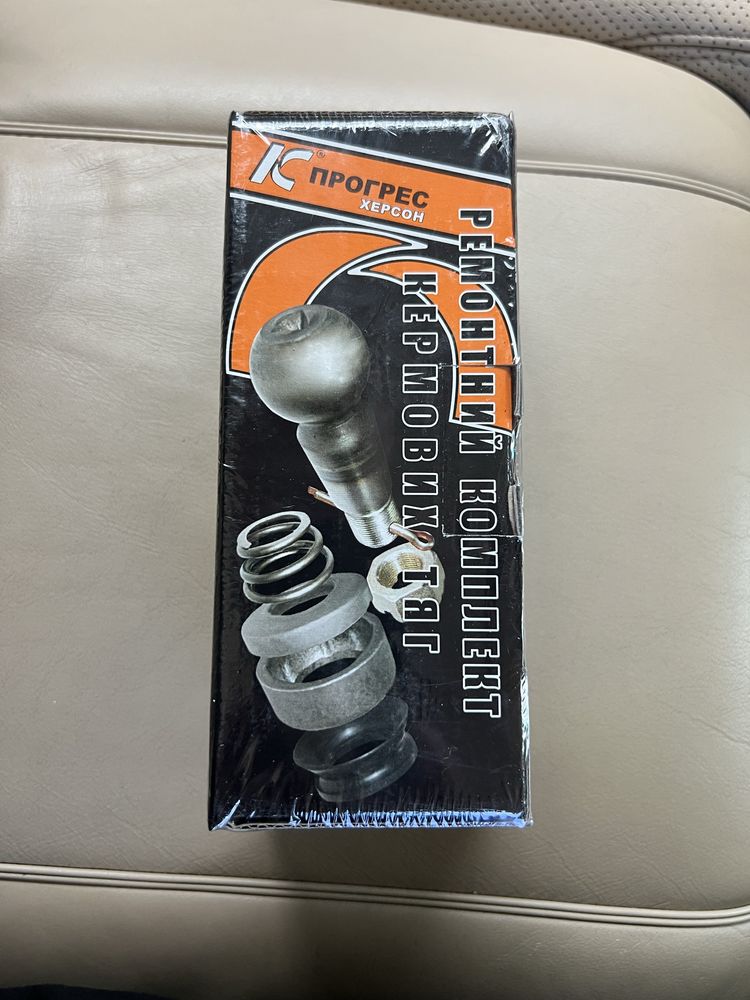 ПРОГРЕС
ХЕРСОН
РЕМОНТНИЙ КОМПЛЕКТ
КЕРМОВИХ ТЯГ